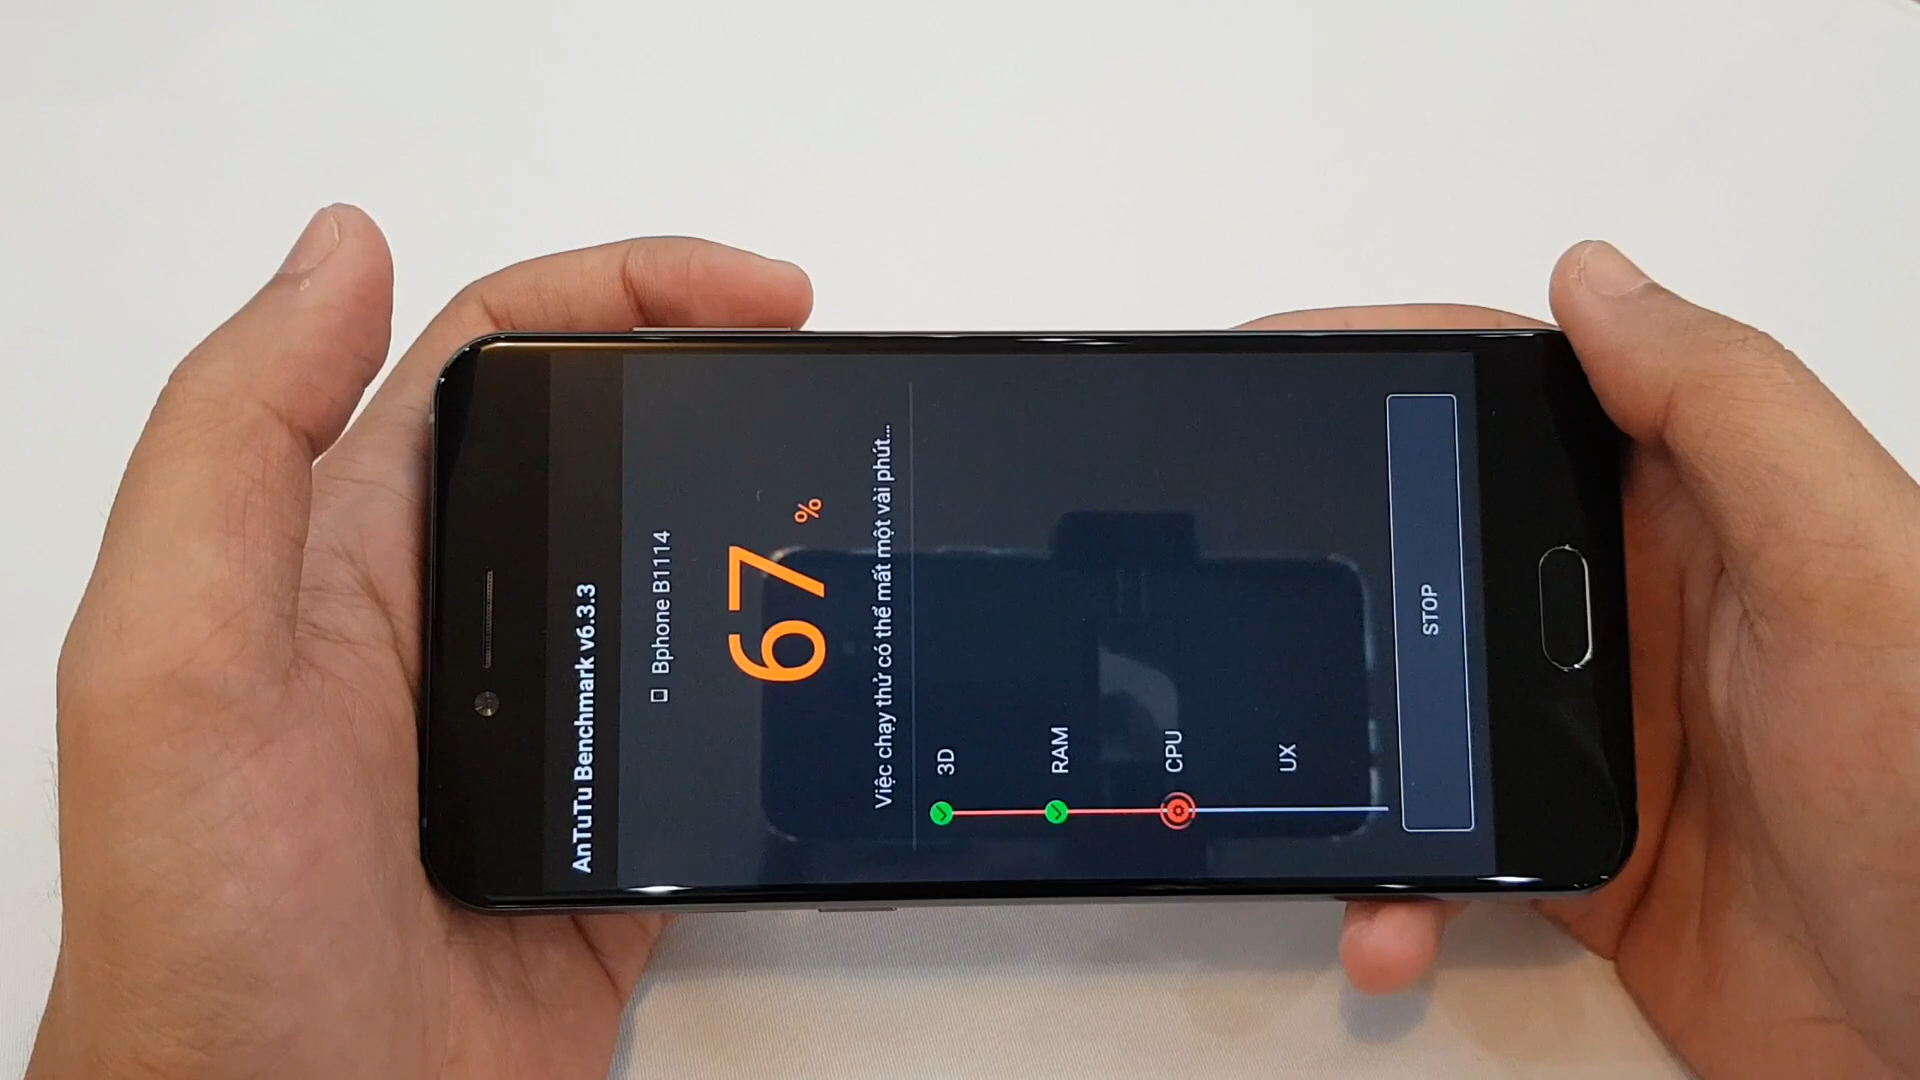 AnTuTu Benchmark v6.3.3
Bphone B1114
67 %
Việc chạy thử có thể mất một vài phút...
3D
RAM
CPU
UX
STOP